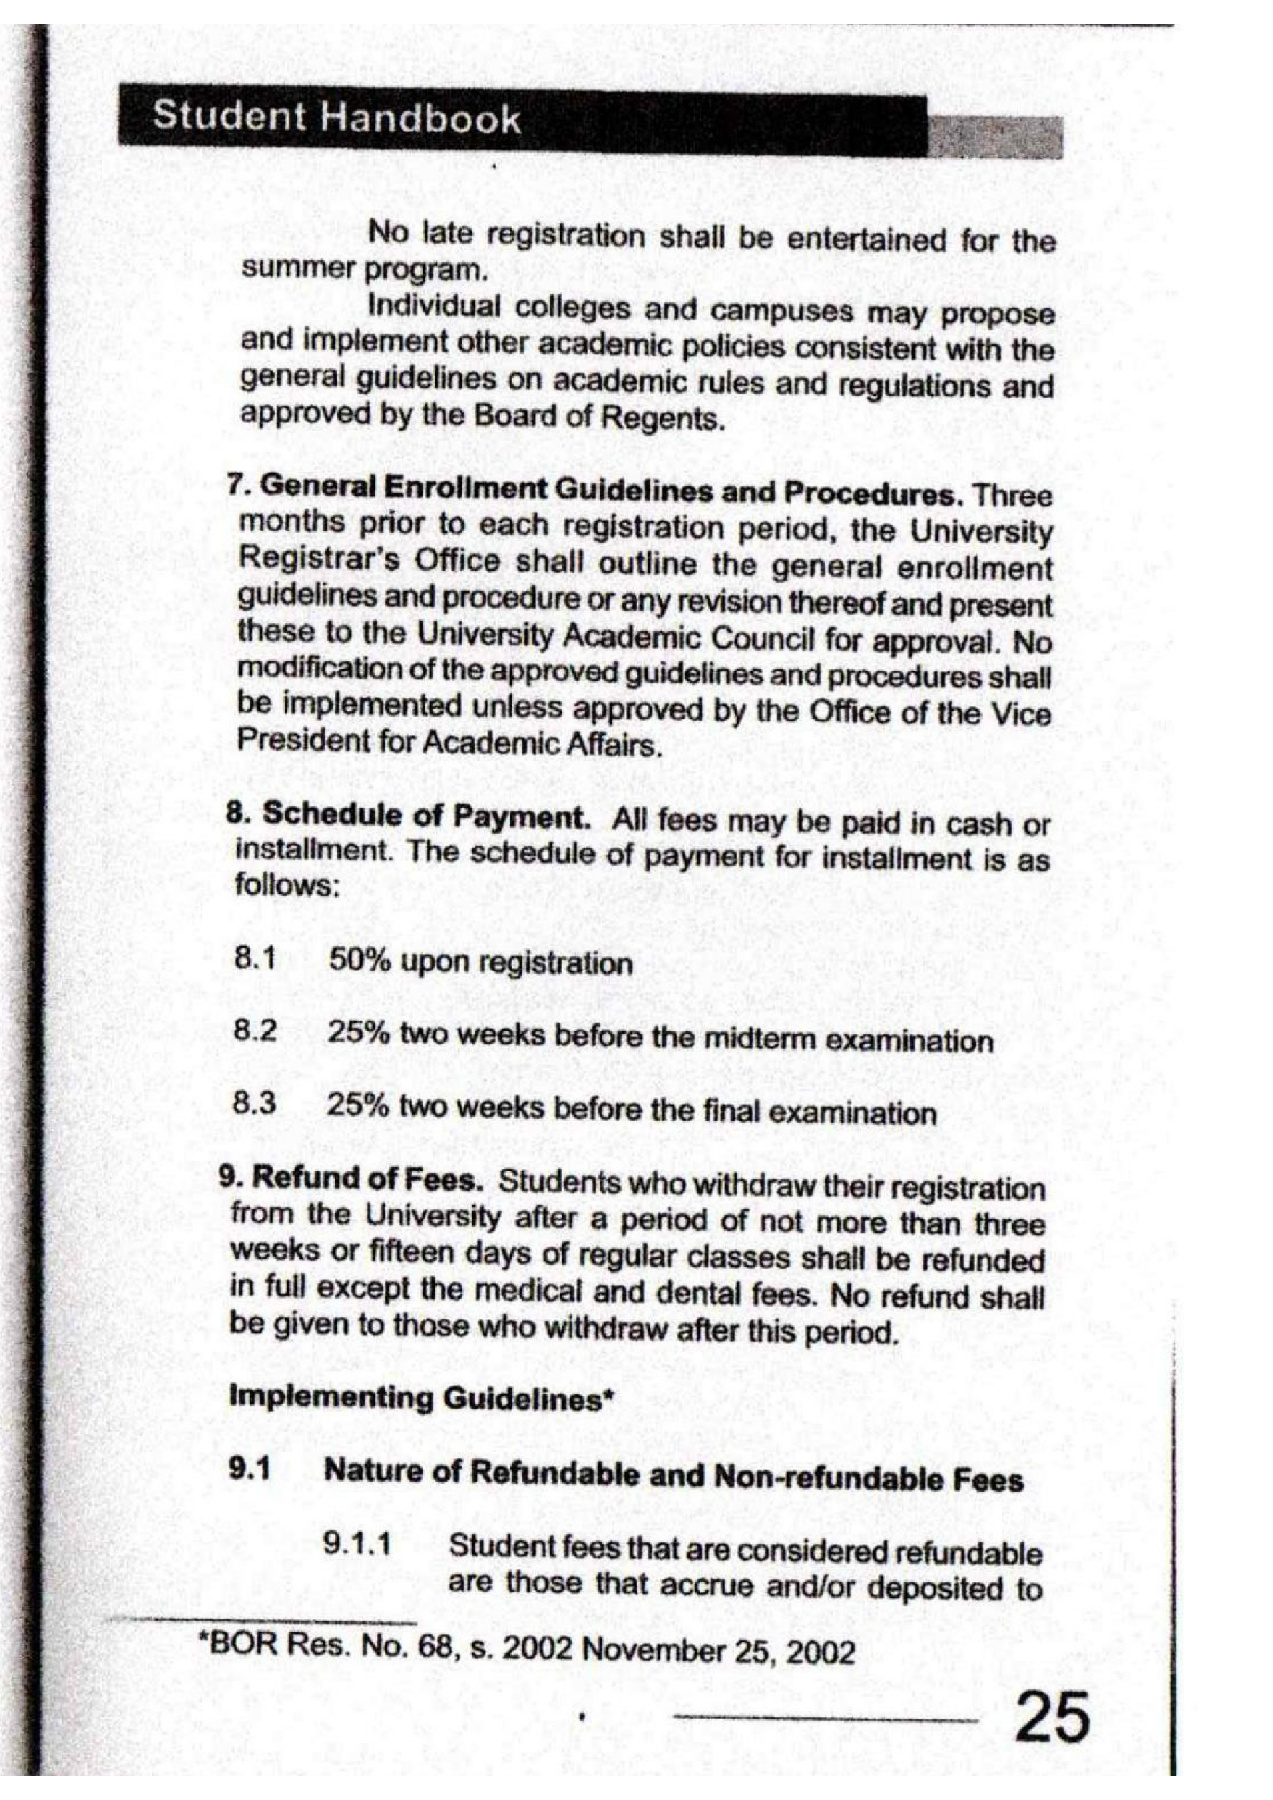 Student Handbook
No late registration shall be entertained for the
summer program.
Individual colleges and campuses may propose
and implement other academic policies consistent with the
general guidelines on academic rules and regulations and
approved by the Board of Regents.
7. General Enrollment Guidelines and Procedures. Three
months prior to each registration period, the University
Registrar's Office shall outline the general enrollment
guidelines and procedure or any revision thereof and present
these to the University Academic Council for approval. No
modification of the approved guidelines and procedures shall
be implemented unless approved by the Office of the Vice
President for Academic Affairs.
8. Schedule of Payment. All fees may be paid in cash or
installment. The schedule of payment for installment is as
follows:
8.1 50% upon registration
8.2 25% two weeks before the midterm examination
8.3 25% two weeks before the final examination
9. Refund of Fees. Students who withdraw their registration
from the University after a period of not more than three
weeks or fifteen days of regular classes shall be refunded
in full except the medical and dental fees. No refund shall
be given to those who withdraw after this period.
Implementing Guidelines*
9.1 Nature of Refundable and Non-refundable Fees
9.1.1 Student fees that are considered refundable
are those that accrue and/or deposited to
*BOR Res. No. 68, s. 2002 November 25, 2002
25